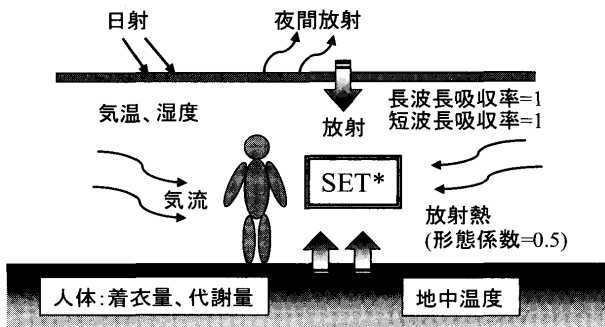 日射
夜間放射
気温、湿度
放射
長波長吸収率=1
短波長吸収率=1
気流
SET*
放射熱
(形態係数=0.5)
人体:着衣量、代謝量
地中温度